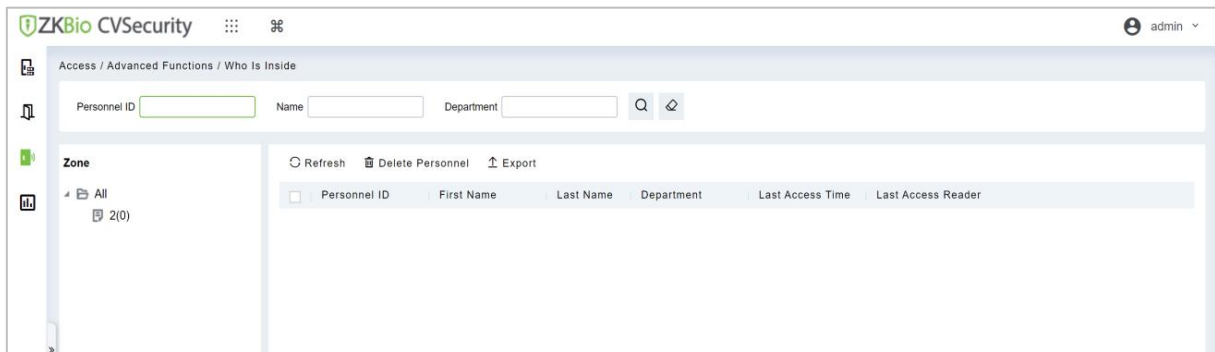 ZKBio CVSecurity admin
Access / Advanced Functions / Who Is Inside
Personnel ID Name Department
Zone
Refresh Delete Personnel Export
All
2(0)
Personnel ID First Name Last Name Department Last Access Time Last Access Reader